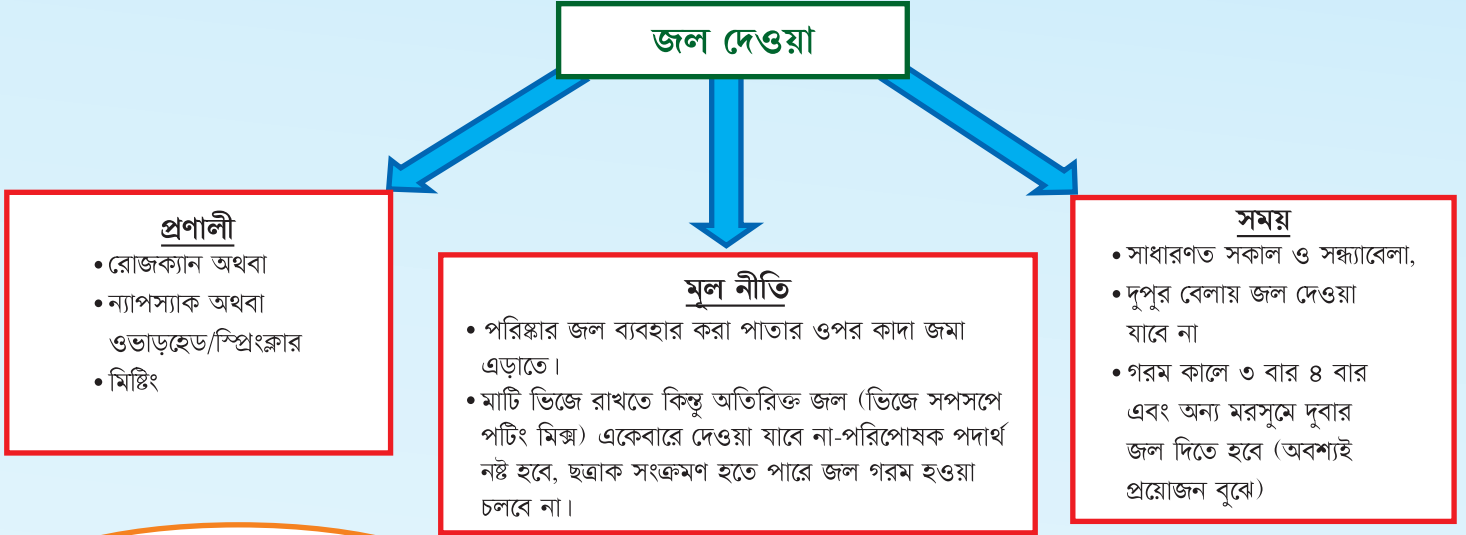 জল দেওয়া
প্রণালী
• রোজক্যান অথবা
• ন্যাপস্যাক অথবা
ওভাড়হেড/স্প্রিংক্লার
• মিষ্টিং
মূল নীতি
• পরিষ্কার জল ব্যবহার করা পাতার ওপর কাদা জমা
এড়াতে।
• মাটি ভিজে রাখতে কিন্তু অতিরিক্ত জল (ভিজে সপসপে
পটিং মিক্স) একেবারে দেওয়া যাবে না-পরিপোষক পদার্থ
নষ্ট হবে, ছত্রাক সংক্রমণ হতে পারে জল গরম হওয়া
চলবে না।
সময়
• সাধারণত সকাল ও সন্ধ্যাবেলা,
• দুপুর বেলায় জল দেওয়া
যাবে না
• গরম কালে ৩ বার ৪ বার
এবং অন্য মরসুমে দুবার
জল দিতে হবে (অবশ্যই
প্রয়োজন বুঝে)